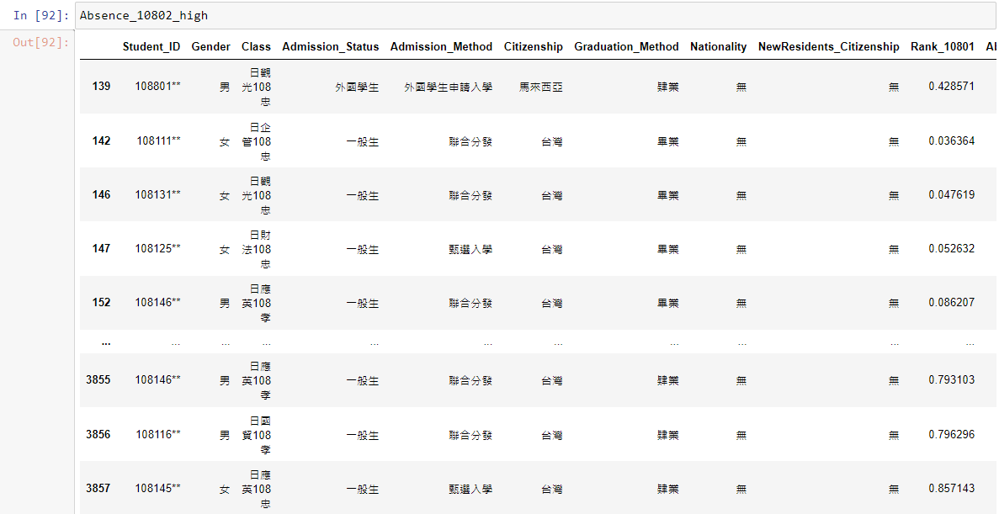 In [92]: Absence_10802_high
Out[92]:
Student_ID Gender Class Admission_Status Admission_Method Citizenship Graduation_Method Nationality NewResidents_Citizenship Rank_10801
139 108801** 男 日觀光108忠 外國學生 外國學生申請入學 馬來西亞 肄業 無 無 0.428571
142 108111** 女 日企管108忠 一般生 聯合分發 台灣 畢業 無 無 0.036364
146 108131** 女 日觀光108忠 一般生 聯合分發 台灣 畢業 無 無 0.047619
147 108125** 女 日財法108忠 一般生 甄選入學 台灣 畢業 無 無 0.052632
152 108146** 男 日應英108孝 一般生 聯合分發 台灣 畢業 無 無 0.086207
... ... ... ... ... ... ... ... ... ... ...
3855 108146** 男 日應英108孝 一般生 聯合分發 台灣 肄業 無 無 0.793103
3856 108116** 男 日國貿108孝 一般生 聯合分發 台灣 肄業 無 無 0.796296
3857 108145** 女 日應英108忠 一般生 甄選入學 台灣 肄業 無 無 0.857143